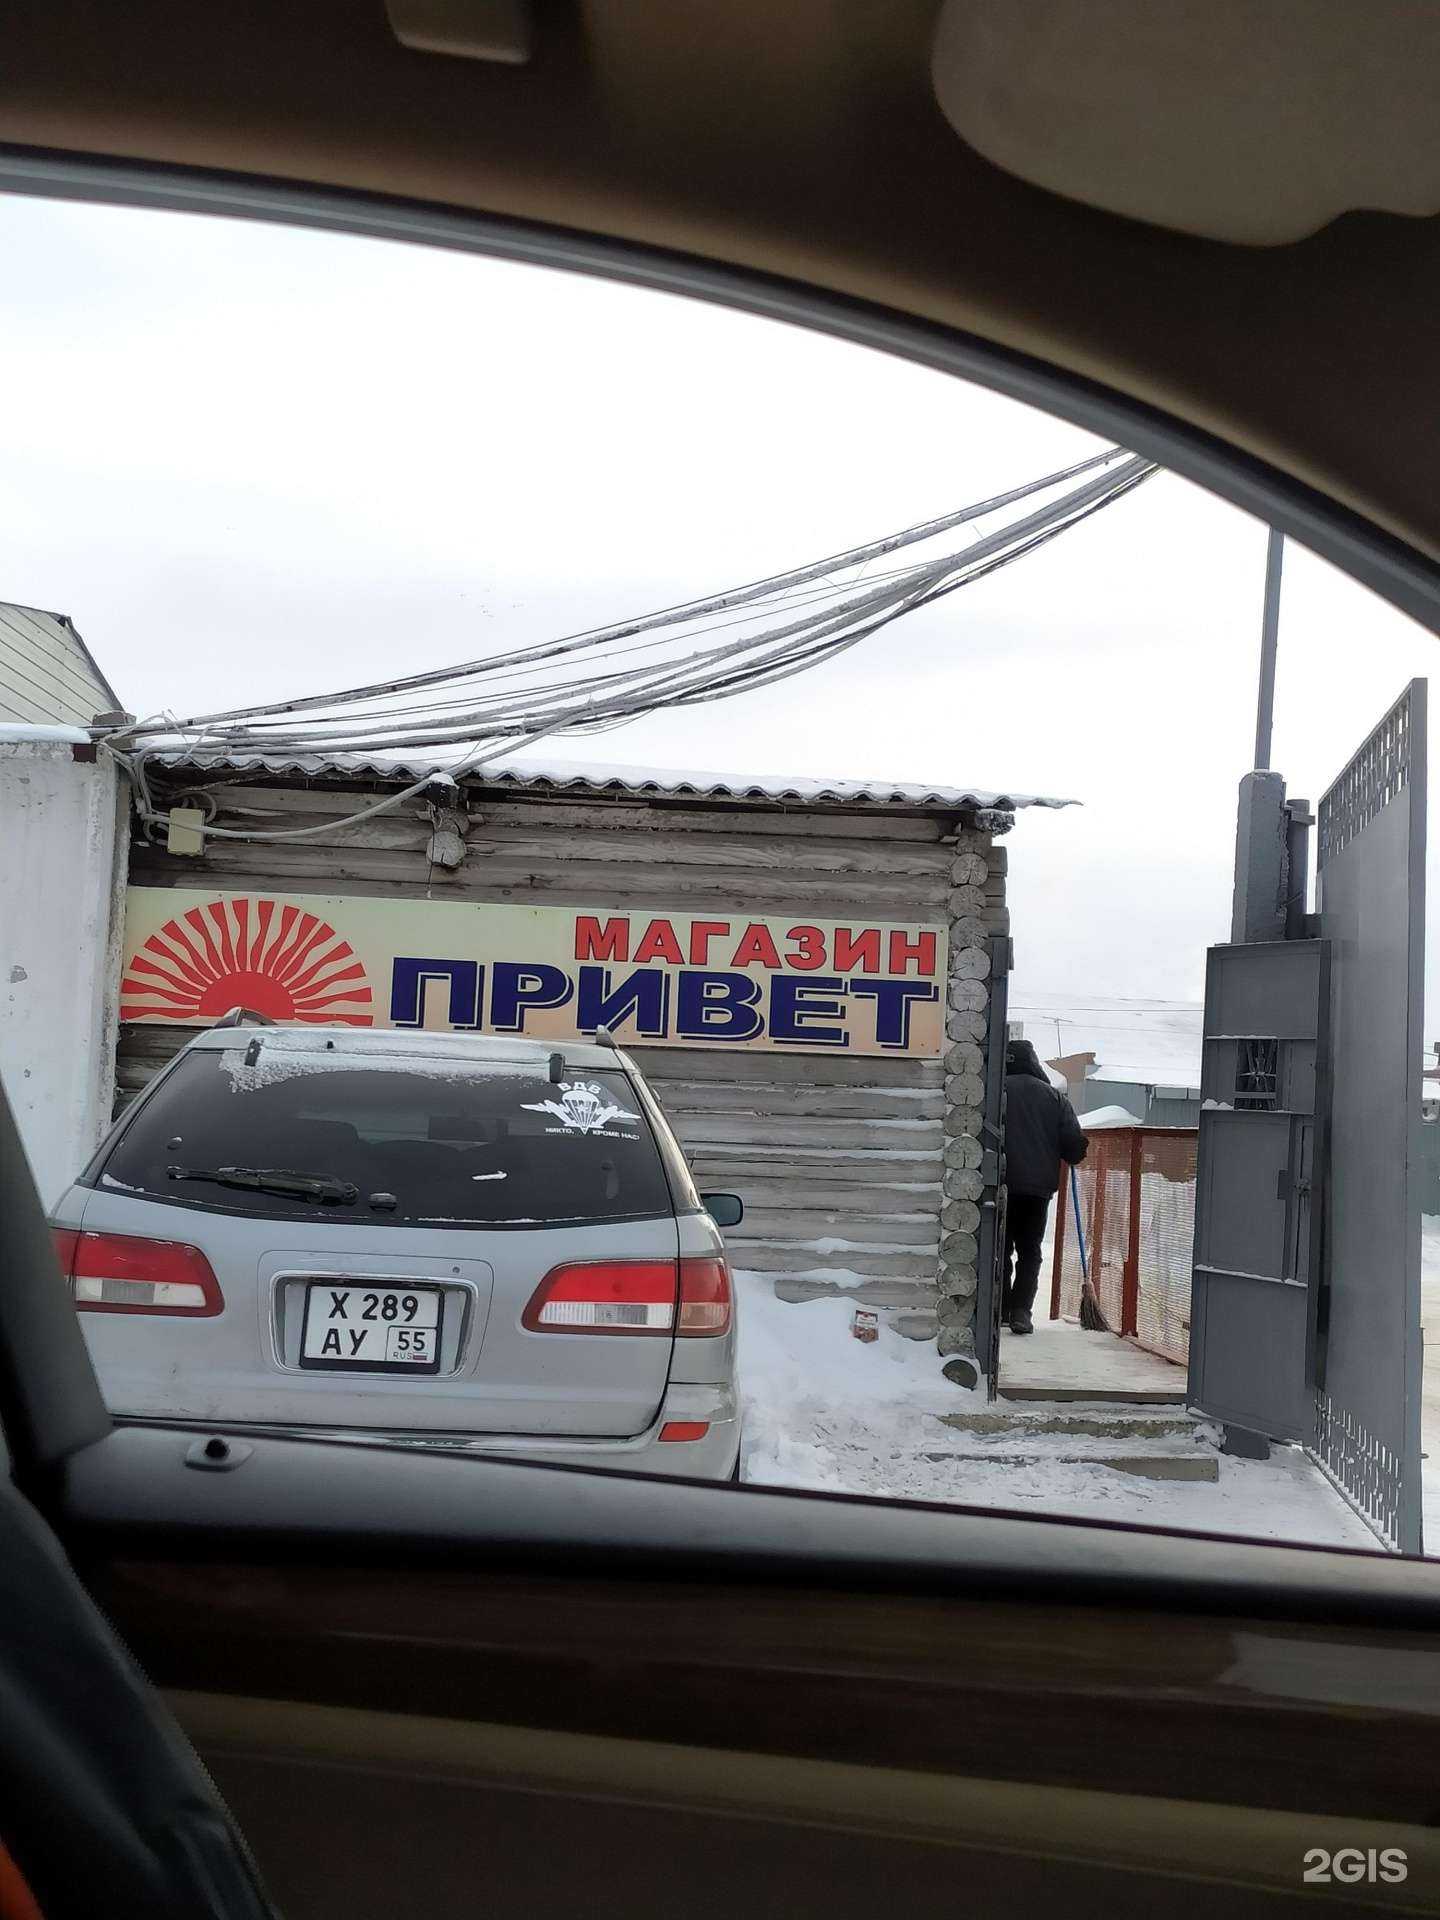 МАГАЗИН
ПРИВЕТ
ВДВ
НИКТО, КРОМЕ НАС!
Х 289
АУ 55
RUS
2GIS